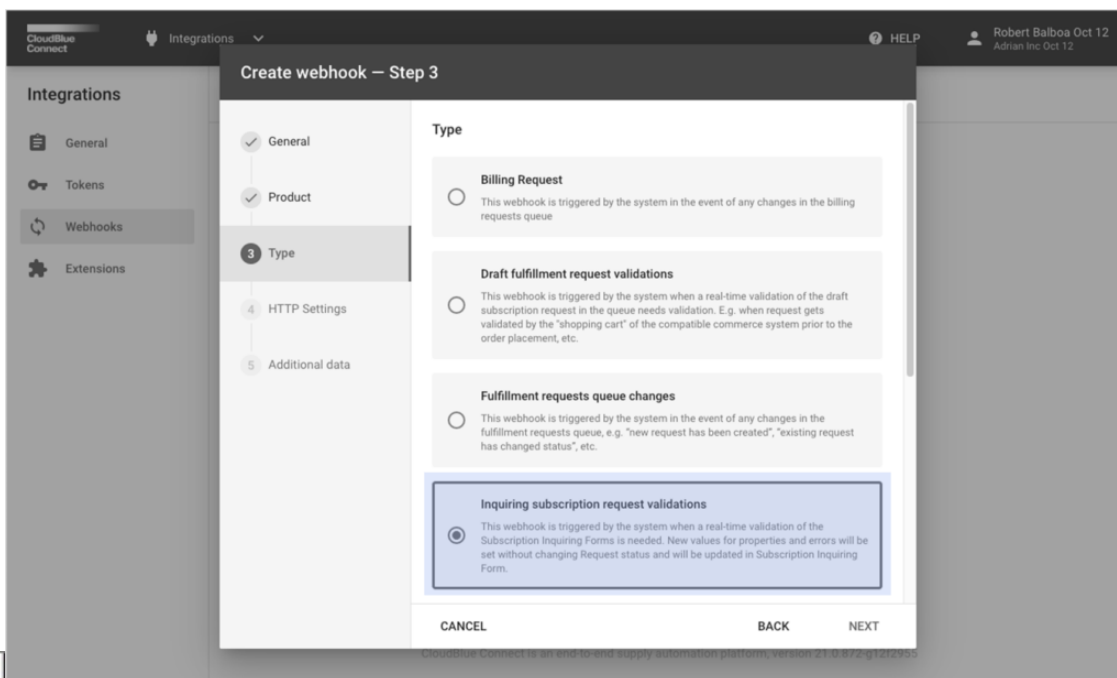 CloudBlue
Connect
Integrations
HELP
Robert Balboa Oct 12
Adrian Inc Oct 12
Integrations
General
Tokens
Webhooks
Extensions
Create webhook — Step 3
General
Product
3 Type
4 HTTP Settings
5 Additional data
Type
Billing Request
This webhook is triggered by the system in the event of any changes in the billing
requests queue
Draft fulfillment request validations
This webhook is triggered by the system when a real-time validation of the draft
subscription request in the queue needs validation. E.g. when request gets
validated by the "shopping cart" of the compatible commerce system prior to the
order placement, etc.
Fulfillment requests queue changes
This webhook is triggered by the system in the event of any changes in the
fulfillment requests queue, e.g. "new request has been created", "existing request
has changed status", etc.
Inquiring subscription request validations
This webhook is triggered by the system when a real-time validation of the
Subscription Inquiring Forms is needed. New values for properties and errors will be
set without changing Request status and will be updated in Subscription Inquiring
Form.
CANCEL
BACK
NEXT
CloudBlue Connect is an end-to-end supply automation platform, version 21.0.872-g12f2955